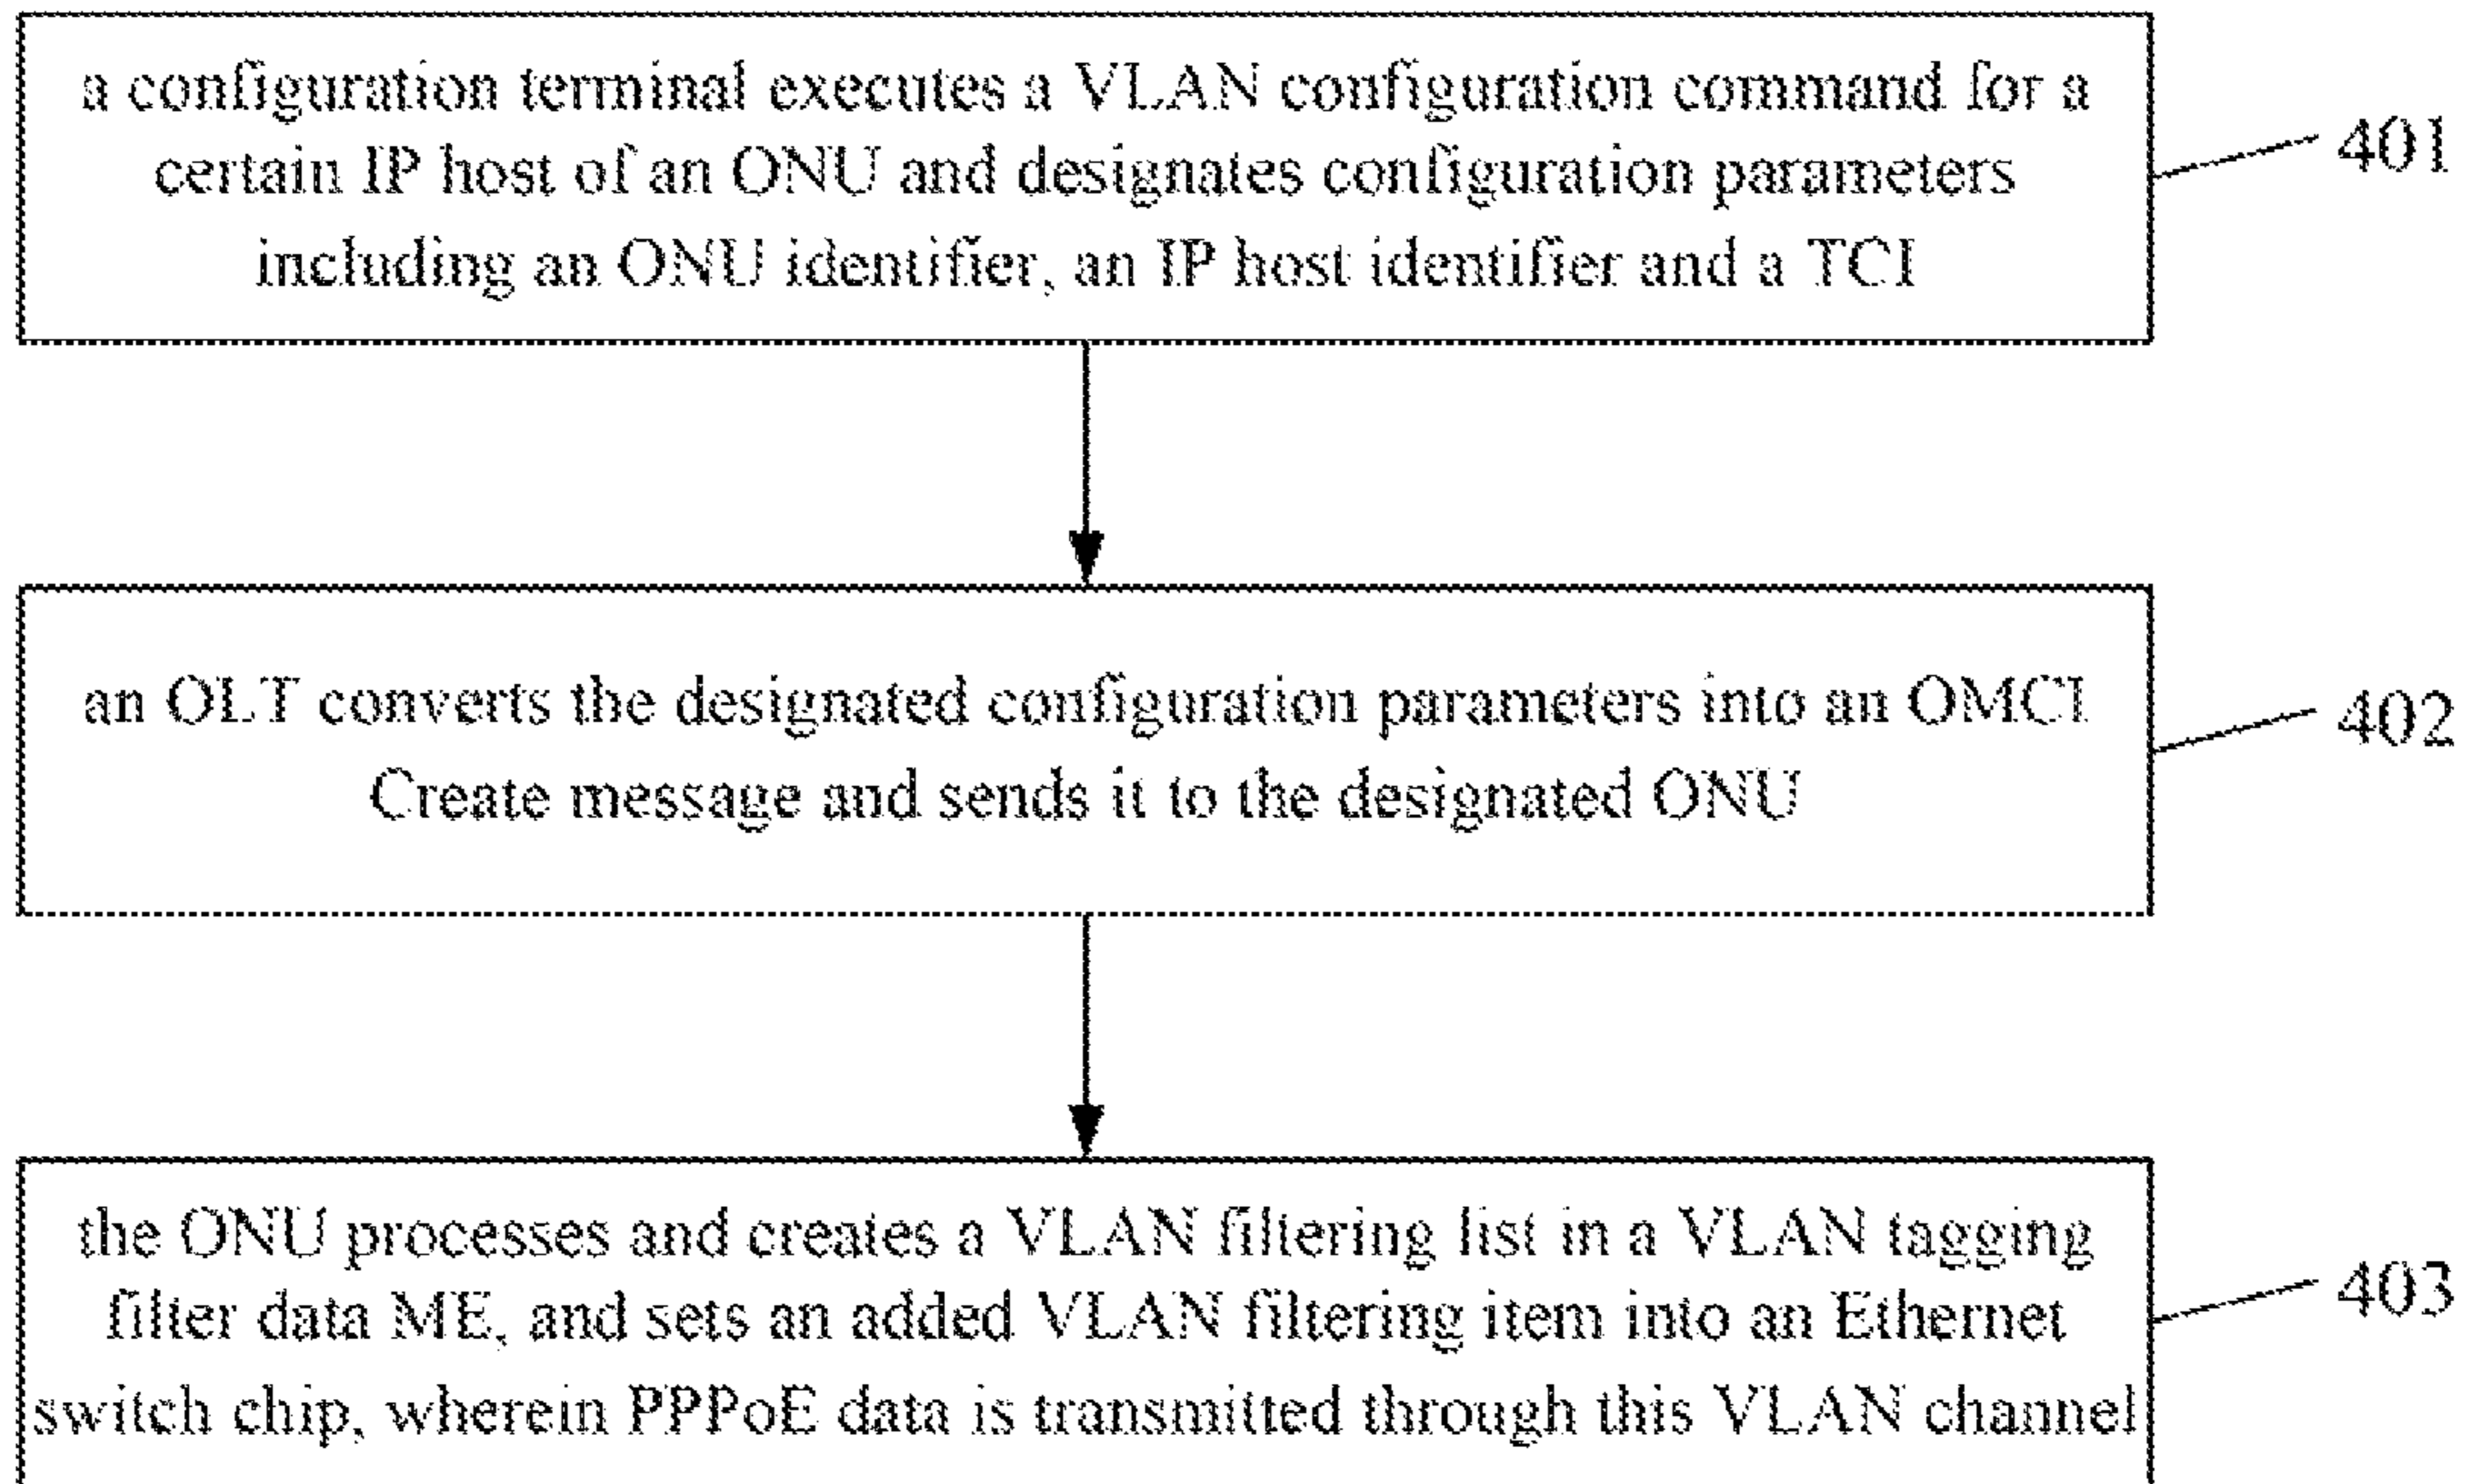 a configuration terminal executes a VLAN configuration command for a
certain IP host of an ONU and designates configuration parameters
including an ONU identifier, an IP host identifier and a TCI
401
an OLT converts the designated configuration parameters into an OMCI
Create message and sends it to the designated ONU
402
the ONU processes and creates a VLAN filtering list in a VLAN tagging
filter data ME, and sets an added VLAN filtering item into an Ethernet
switch chip, wherein PPPoE data is transmitted through this VLAN channel
403